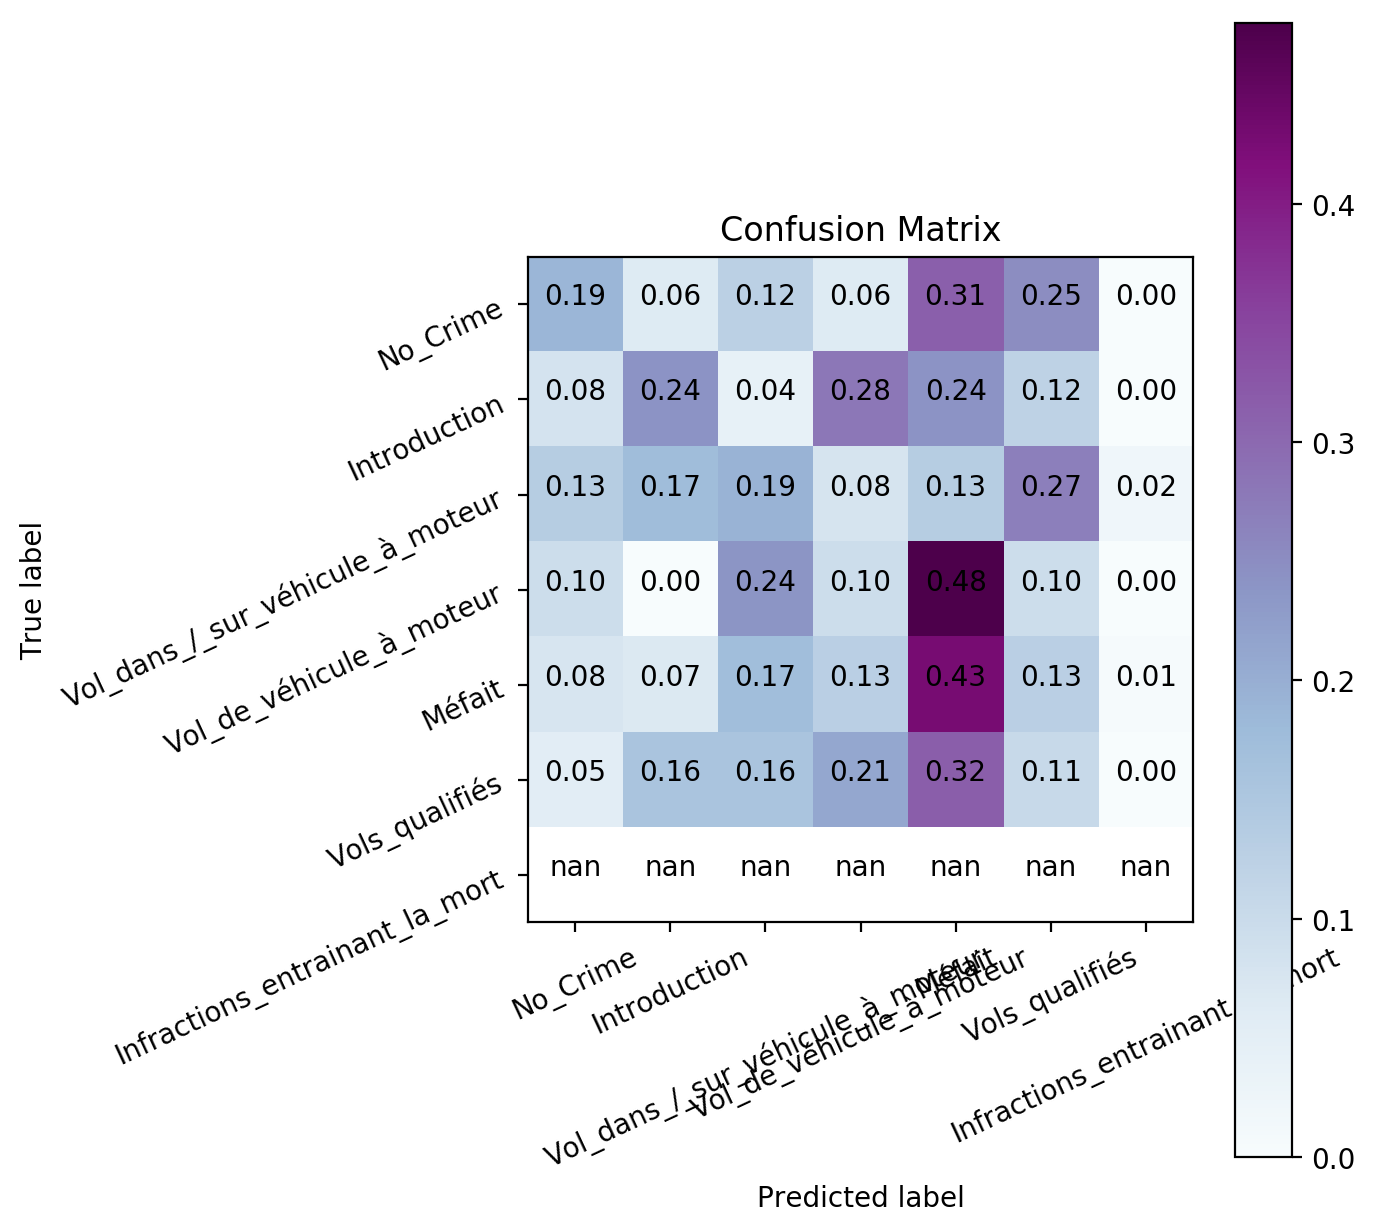 Confusion Matrix
True label
No_Crime
0.19 0.06 0.12 0.06 0.31 0.25 0.00
Introduction
0.08 0.24 0.04 0.28 0.24 0.12 0.00
Vol_dans_/_sur_véhicule_à_moteur
0.13 0.17 0.19 0.08 0.13 0.27 0.02
Vol_de_véhicule_à_moteur
0.10 0.00 0.24 0.10 0.48 0.10 0.00
Méfait
0.08 0.07 0.17 0.13 0.43 0.13 0.01
Vols_qualifiés
0.05 0.16 0.16 0.21 0.32 0.11 0.00
Infractions_entrainant_la_mort
nan nan nan nan nan nan nan
No_Crime
Introduction
Vol_dans_/_sur_véhicule_à_moteur
Vol_de_véhicule_à_moteur
Méfait
Vols_qualifiés
Infractions_entrainant mort
Predicted label
0.4
0.3
0.2
0.1
0.0